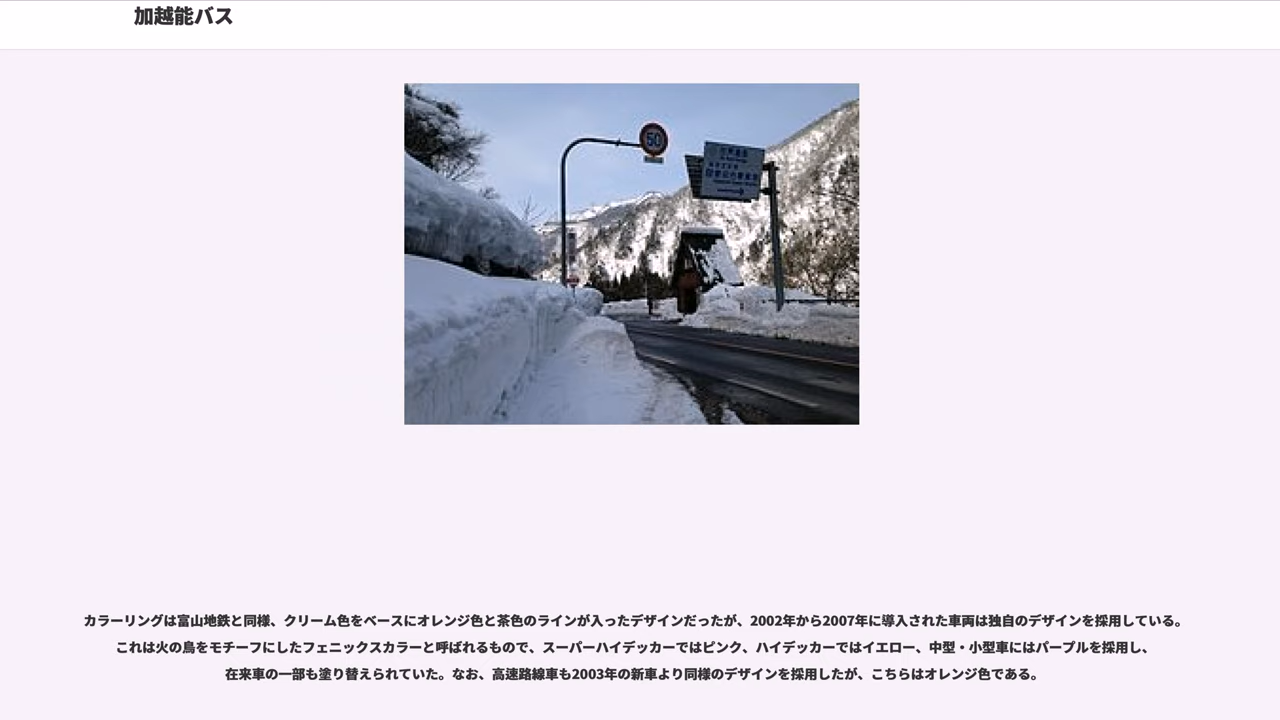 加越能バス
50
カラーリングは富山地鉄と同様、クリーム色をベースにオレンジ色と茶色のラインが入ったデザインだったが、2002年から2007年に導入された車両は独自のデザインを採用している。
これは火の鳥をモチーフにしたフェニックスカラーと呼ばれるもので、スーパーハイデッカーではピンク、ハイデッカーではイエロー、中型・小型車にはパープルを採用し、
在来車の一部も塗り替えられていた。なお、高速路線車も2003年の新車より同様のデザインを採用したが、こちらはオレンジ色である。